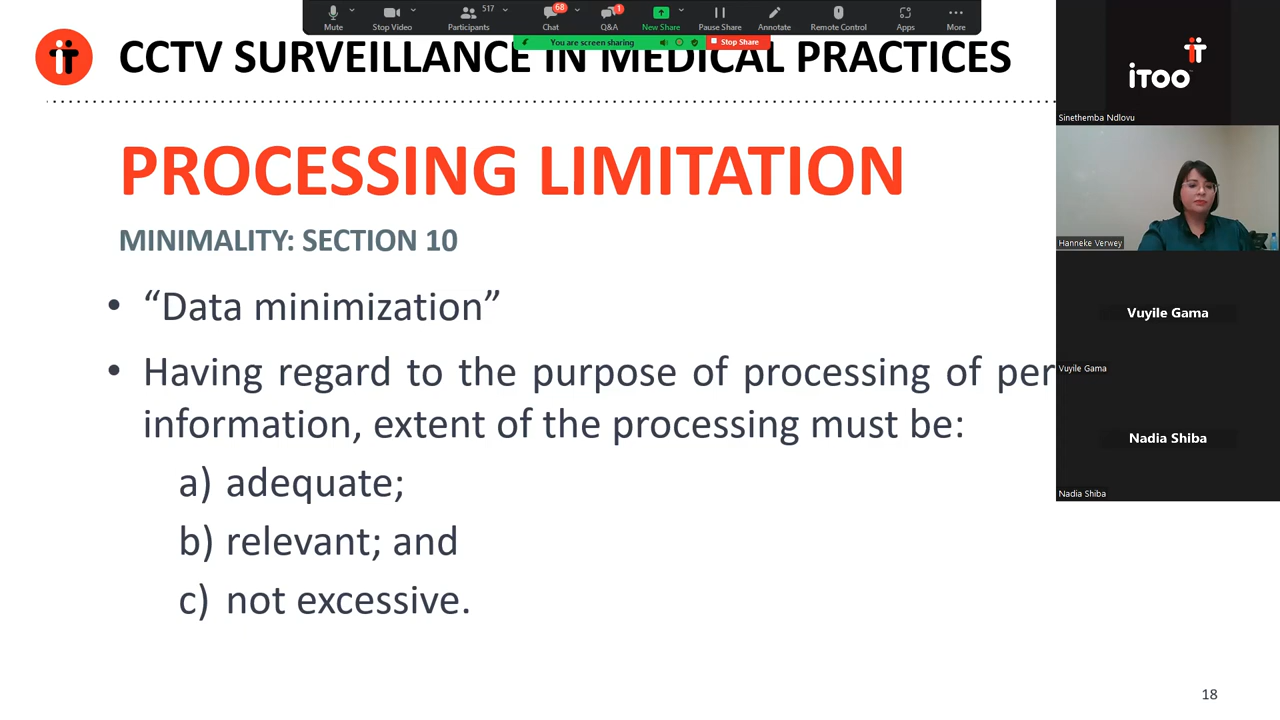 Mute
Stop Video
517
Participants
68
Chat
1
Q&A
New Share
Pause Share
Annotate
Remote Control
Apps
More
You are screen sharing
Stop Share
CCTV SURVEILLANCE IN MEDICAL PRACTICES
PROCESSING LIMITATION
MINIMALITY: SECTION 10
• “Data minimization”
• Having regard to the purpose of processing of per
information, extent of the processing must be:
a) adequate;
b) relevant; and
c) not excessive.
18
iTOO
Sinethemba Ndlovu
Hanneke Verwey
Vuyile Gama
Vuyile Gama
Nadia Shiba
Nadia Shiba